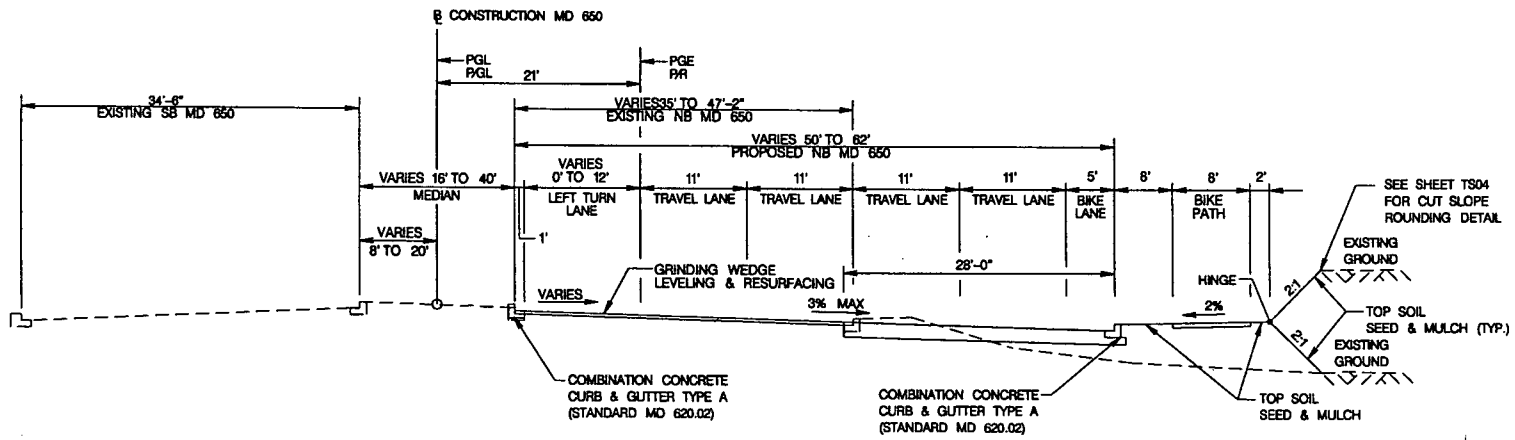 B CONSTRUCTION MD 650
PGL
P/GL
21'
PGE
P/R
34'-6"
EXISTING SB MD 650
VARIES35' TO 47'-2"
EXISTING NB MD 650
VARIES 50' TO 62'
PROPOSED NB MD 650
VARIES 16' TO 40'
MEDIAN
VARIES
0' TO 12'
LEFT TURN
LANE
11'
TRAVEL LANE
11'
TRAVEL LANE
11'
TRAVEL LANE
11'
TRAVEL LANE
5'
BIKE
LANE
8'
8'
BIKE
PATH
2'
SEE SHEET TS04
FOR CUT SLOPE
ROUNDING DETAIL
VARIES
8' TO 20'
1'
EXISTING
GROUND
28'-0"
GRINDING WEDGE
LEVELING & RESURFACING
HINGE
VARIES
3% MAX
2%
2:1
TOP SOIL
SEED & MULCH (TYP.)
2:1
EXISTING
GROUND
COMBINATION CONCRETE
CURB & GUTTER TYPE A
(STANDARD MD 620.02)
COMBINATION CONCRETE
CURB & GUTTER TYPE A
(STANDARD MD 620.02)
TOP SOIL
SEED & MULCH